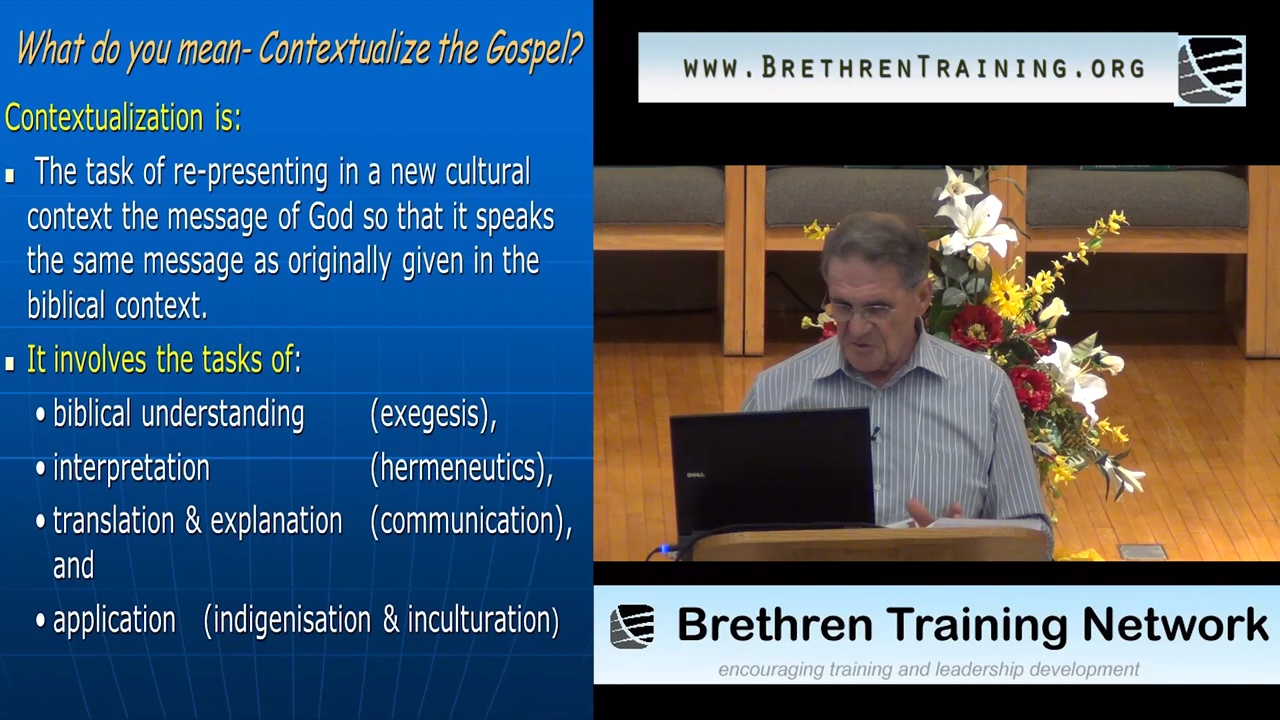 What do you mean- Contextualize the Gospel?
Contextualization is:
▪ The task of re-presenting in a new cultural
context the message of God so that it speaks
the same message as originally given in the
biblical context.
▪ It involves the tasks of:
• biblical understanding (exegesis),
• interpretation (hermeneutics),
• translation & explanation (communication),
and
• application (indigenisation & inculturation)
www.BrethrenTraining.org
DELL
Brethren Training Network
encouraging training and leadership development